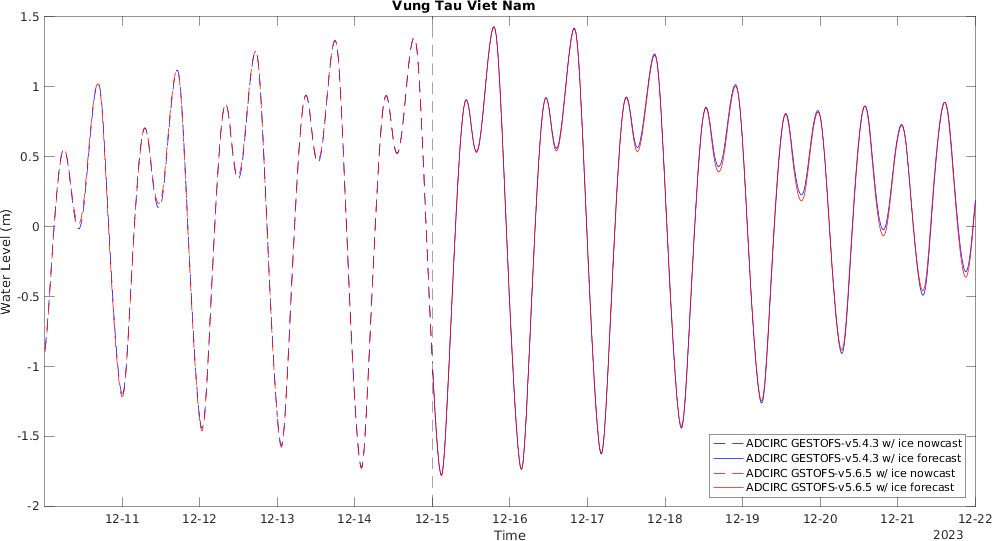 Vung Tau Viet Nam
1.5
1
0.5
0
-0.5
-1
-1.5
-2
Water Level (m)
12-11 12-12 12-13 12-14 12-15 12-16 12-17 12-18 12-19 12-20 12-21 12-22
Time
2023
ADCIRC GESTOFS-v5.4.3 w/ ice nowcast
ADCIRC GESTOFS-v5.4.3 w/ ice forecast
ADCIRC GSTOFS-v5.6.5 w/ ice nowcast
ADCIRC GSTOFS-v5.6.5 w/ ice forecast